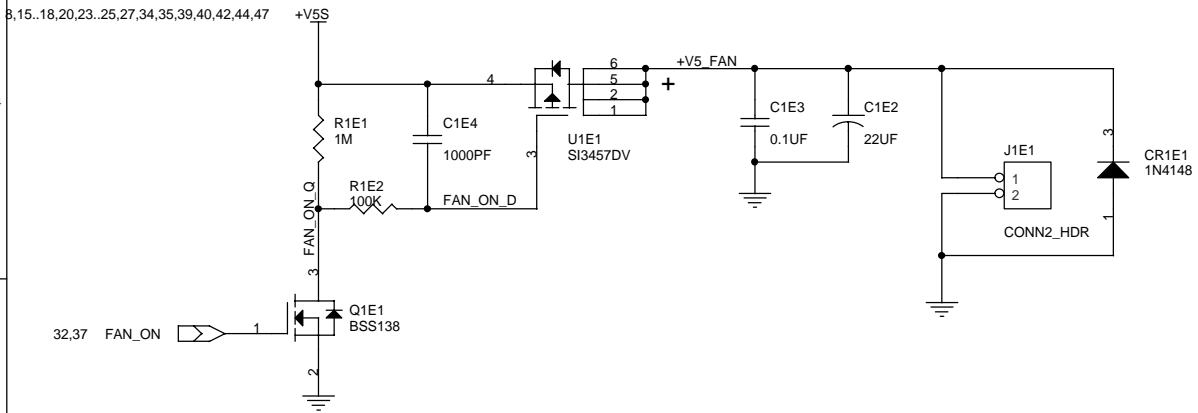 8,15..18,20,23..25,27,34,35,39,40,42,44,47 +V5S
6 +V5_FAN
4 5 +
2
1
R1E1
1M
C1E4
1000PF
U1E1
SI3457DV
3
C1E3
0.1UF
C1E2
22UF
J1E1
1
2
CONN2_HDR
3
CR1E1
1N4148
1
R1E2
100K
FAN_ON_D
FAN_ON_Q
3
Q1E1
BSS138
32,37 FAN_ON 1
2